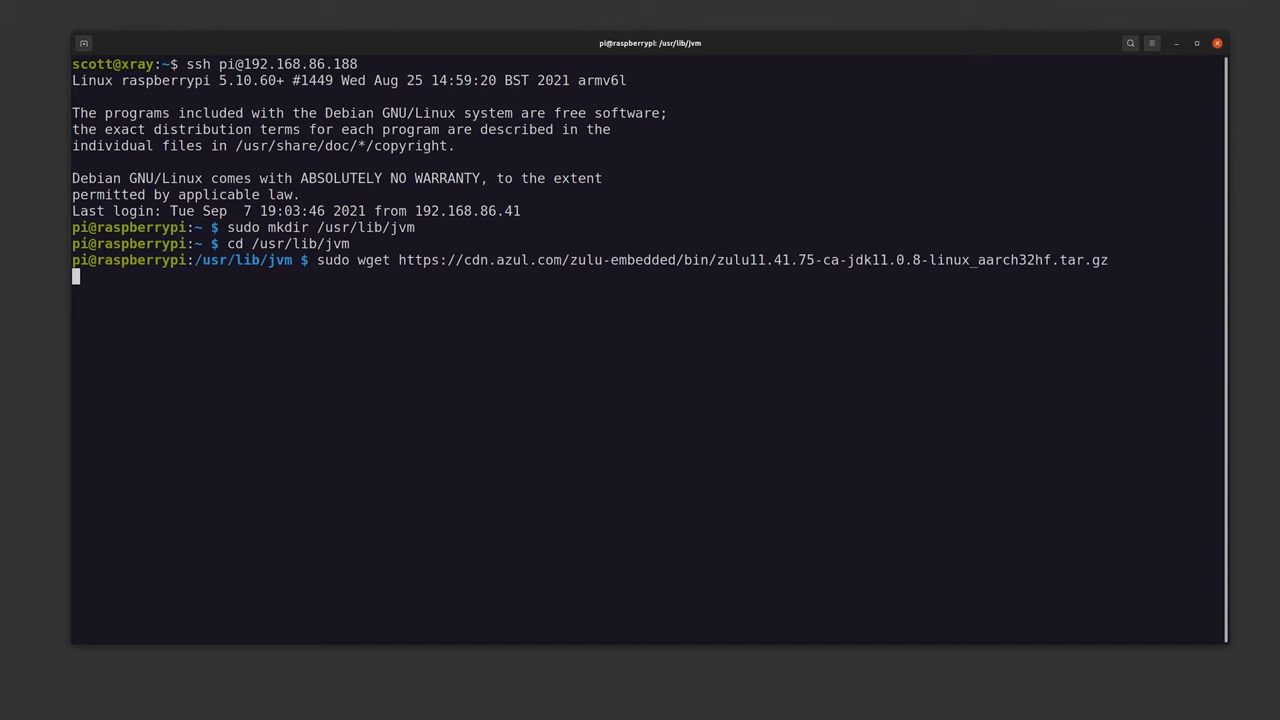 pi@raspberrypi: /usr/lib/jvm
scott@xray:~$ ssh pi@192.168.86.188
Linux raspberrypi 5.10.60+ #1449 Wed Aug 25 14:59:20 BST 2021 armv6l
The programs included with the Debian GNU/Linux system are free software;
the exact distribution terms for each program are described in the
individual files in /usr/share/doc/*/copyright.
Debian GNU/Linux comes with ABSOLUTELY NO WARRANTY, to the extent
permitted by applicable law.
Last login: Tue Sep  7 19:03:46 2021 from 192.168.86.41
pi@raspberrypi:~ $ sudo mkdir /usr/lib/jvm
pi@raspberrypi:~ $ cd /usr/lib/jvm
pi@raspberrypi:/usr/lib/jvm $ sudo wget https://cdn.azul.com/zulu-embedded/bin/zulu11.41.75-ca-jdk11.0.8-linux_aarch32hf.tar.gz